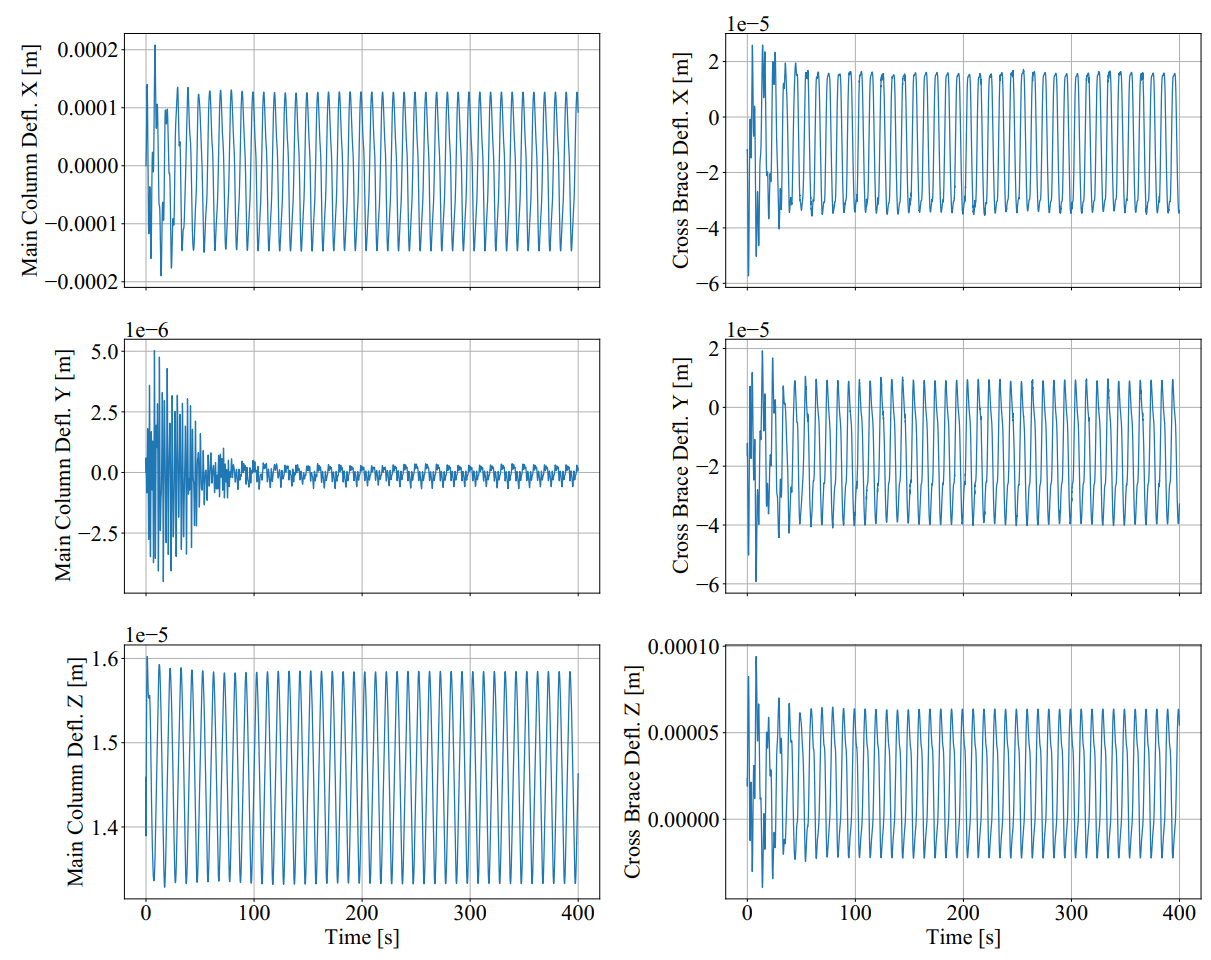 Main Column Defl. X [m]
0.0002
0.0001
0.0000
−0.0001
−0.0002
1e−5
Cross Brace Defl. X [m]
2
0
−2
−4
−6
1e−6
Main Column Defl. Y [m]
5.0
2.5
0.0
−2.5
1e−5
Cross Brace Defl. Y [m]
2
0
−2
−4
−6
1e−5
Main Column Defl. Z [m]
1.6
1.5
1.4
0 100 200 300 400
Time [s]
Cross Brace Defl. Z [m]
0.00010
0.00005
0.00000
0 100 200 300 400
Time [s]